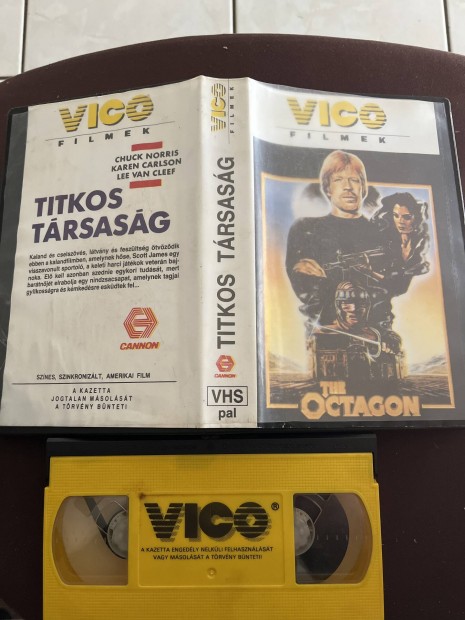 VICO
FILMEK
CHUCK NORRIS
KAREN CARLSON
LEE VAN CLEEF
TITKOS
TÁRSASÁG
Kaland és cselszövés, látvány és feszültség ötvöződik
ebben a kalandfilmben, amelynek hőse, Scott James egy
visszavonult sportoló, a keleti harci játékok veterán baj-
noka. Elő kell azonban szednie egykori tudását, mert
barátnőjét elrabolja egy nindzsacsapat, amelynek tagjai
gyilkosságra és kémkedésre esküdtek fel...
CANNON
SZÍNES, SZINKRONIZÁLT, AMERIKAI FILM
A KAZETTA
JOGTALAN MÁSOLÁSÁT
A TÖRVÉNY BÜNTETI!
VICO
FILMEK
TITKOS TÁRSASÁG
CANNON
VHS
pal
VICO
FILMEK
THE
OCTAGON
VICO®
A KAZETTA ENGEDÉLY NÉLKÜLI FELHASZNÁLÁSÁT
VAGY MÁSOLÁSÁT A TÖRVÉNY BÜNTETI!